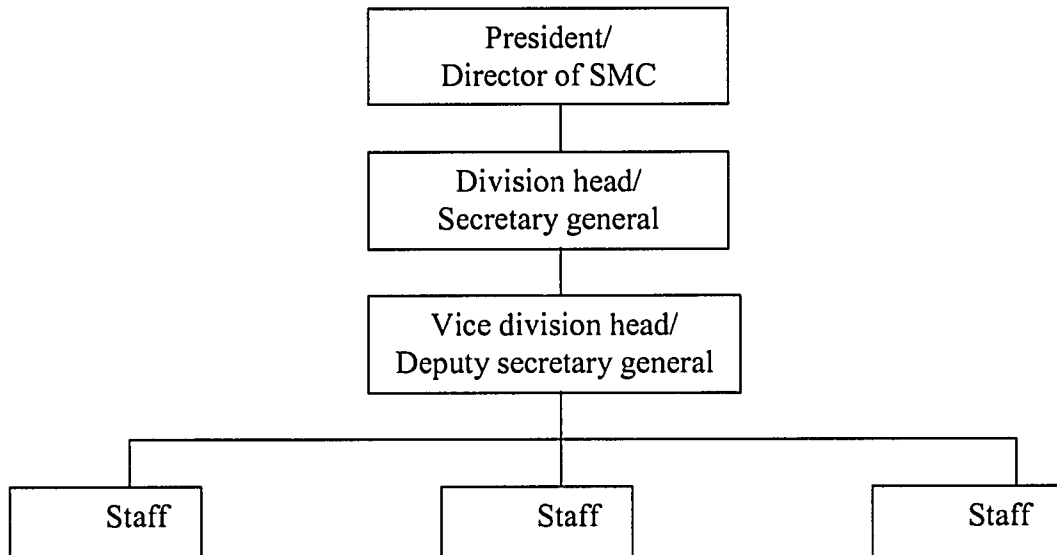 President/
Director of SMC
Division head/
Secretary general
Vice division head/
Deputy secretary general
Staff
Staff
Staff